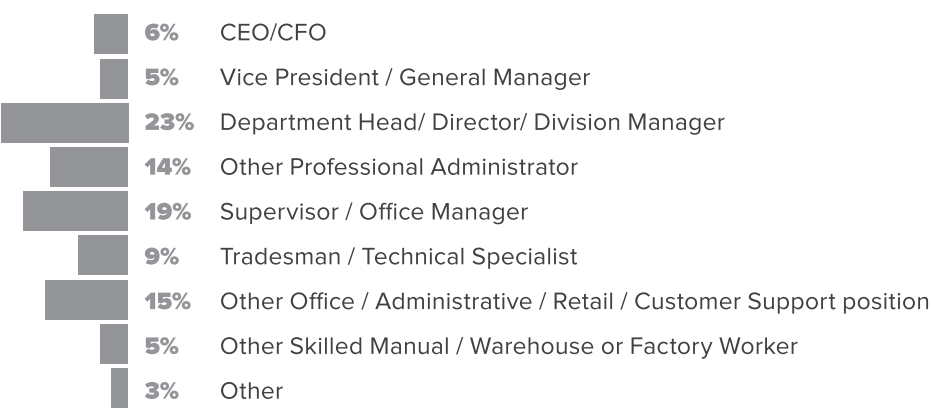 6% CEO/CFO
5% Vice President / General Manager
23% Department Head/ Director/ Division Manager
14% Other Professional Administrator
19% Supervisor / Office Manager
9% Tradesman / Technical Specialist
15% Other Office / Administrative / Retail / Customer Support position
5% Other Skilled Manual / Warehouse or Factory Worker
3% Other